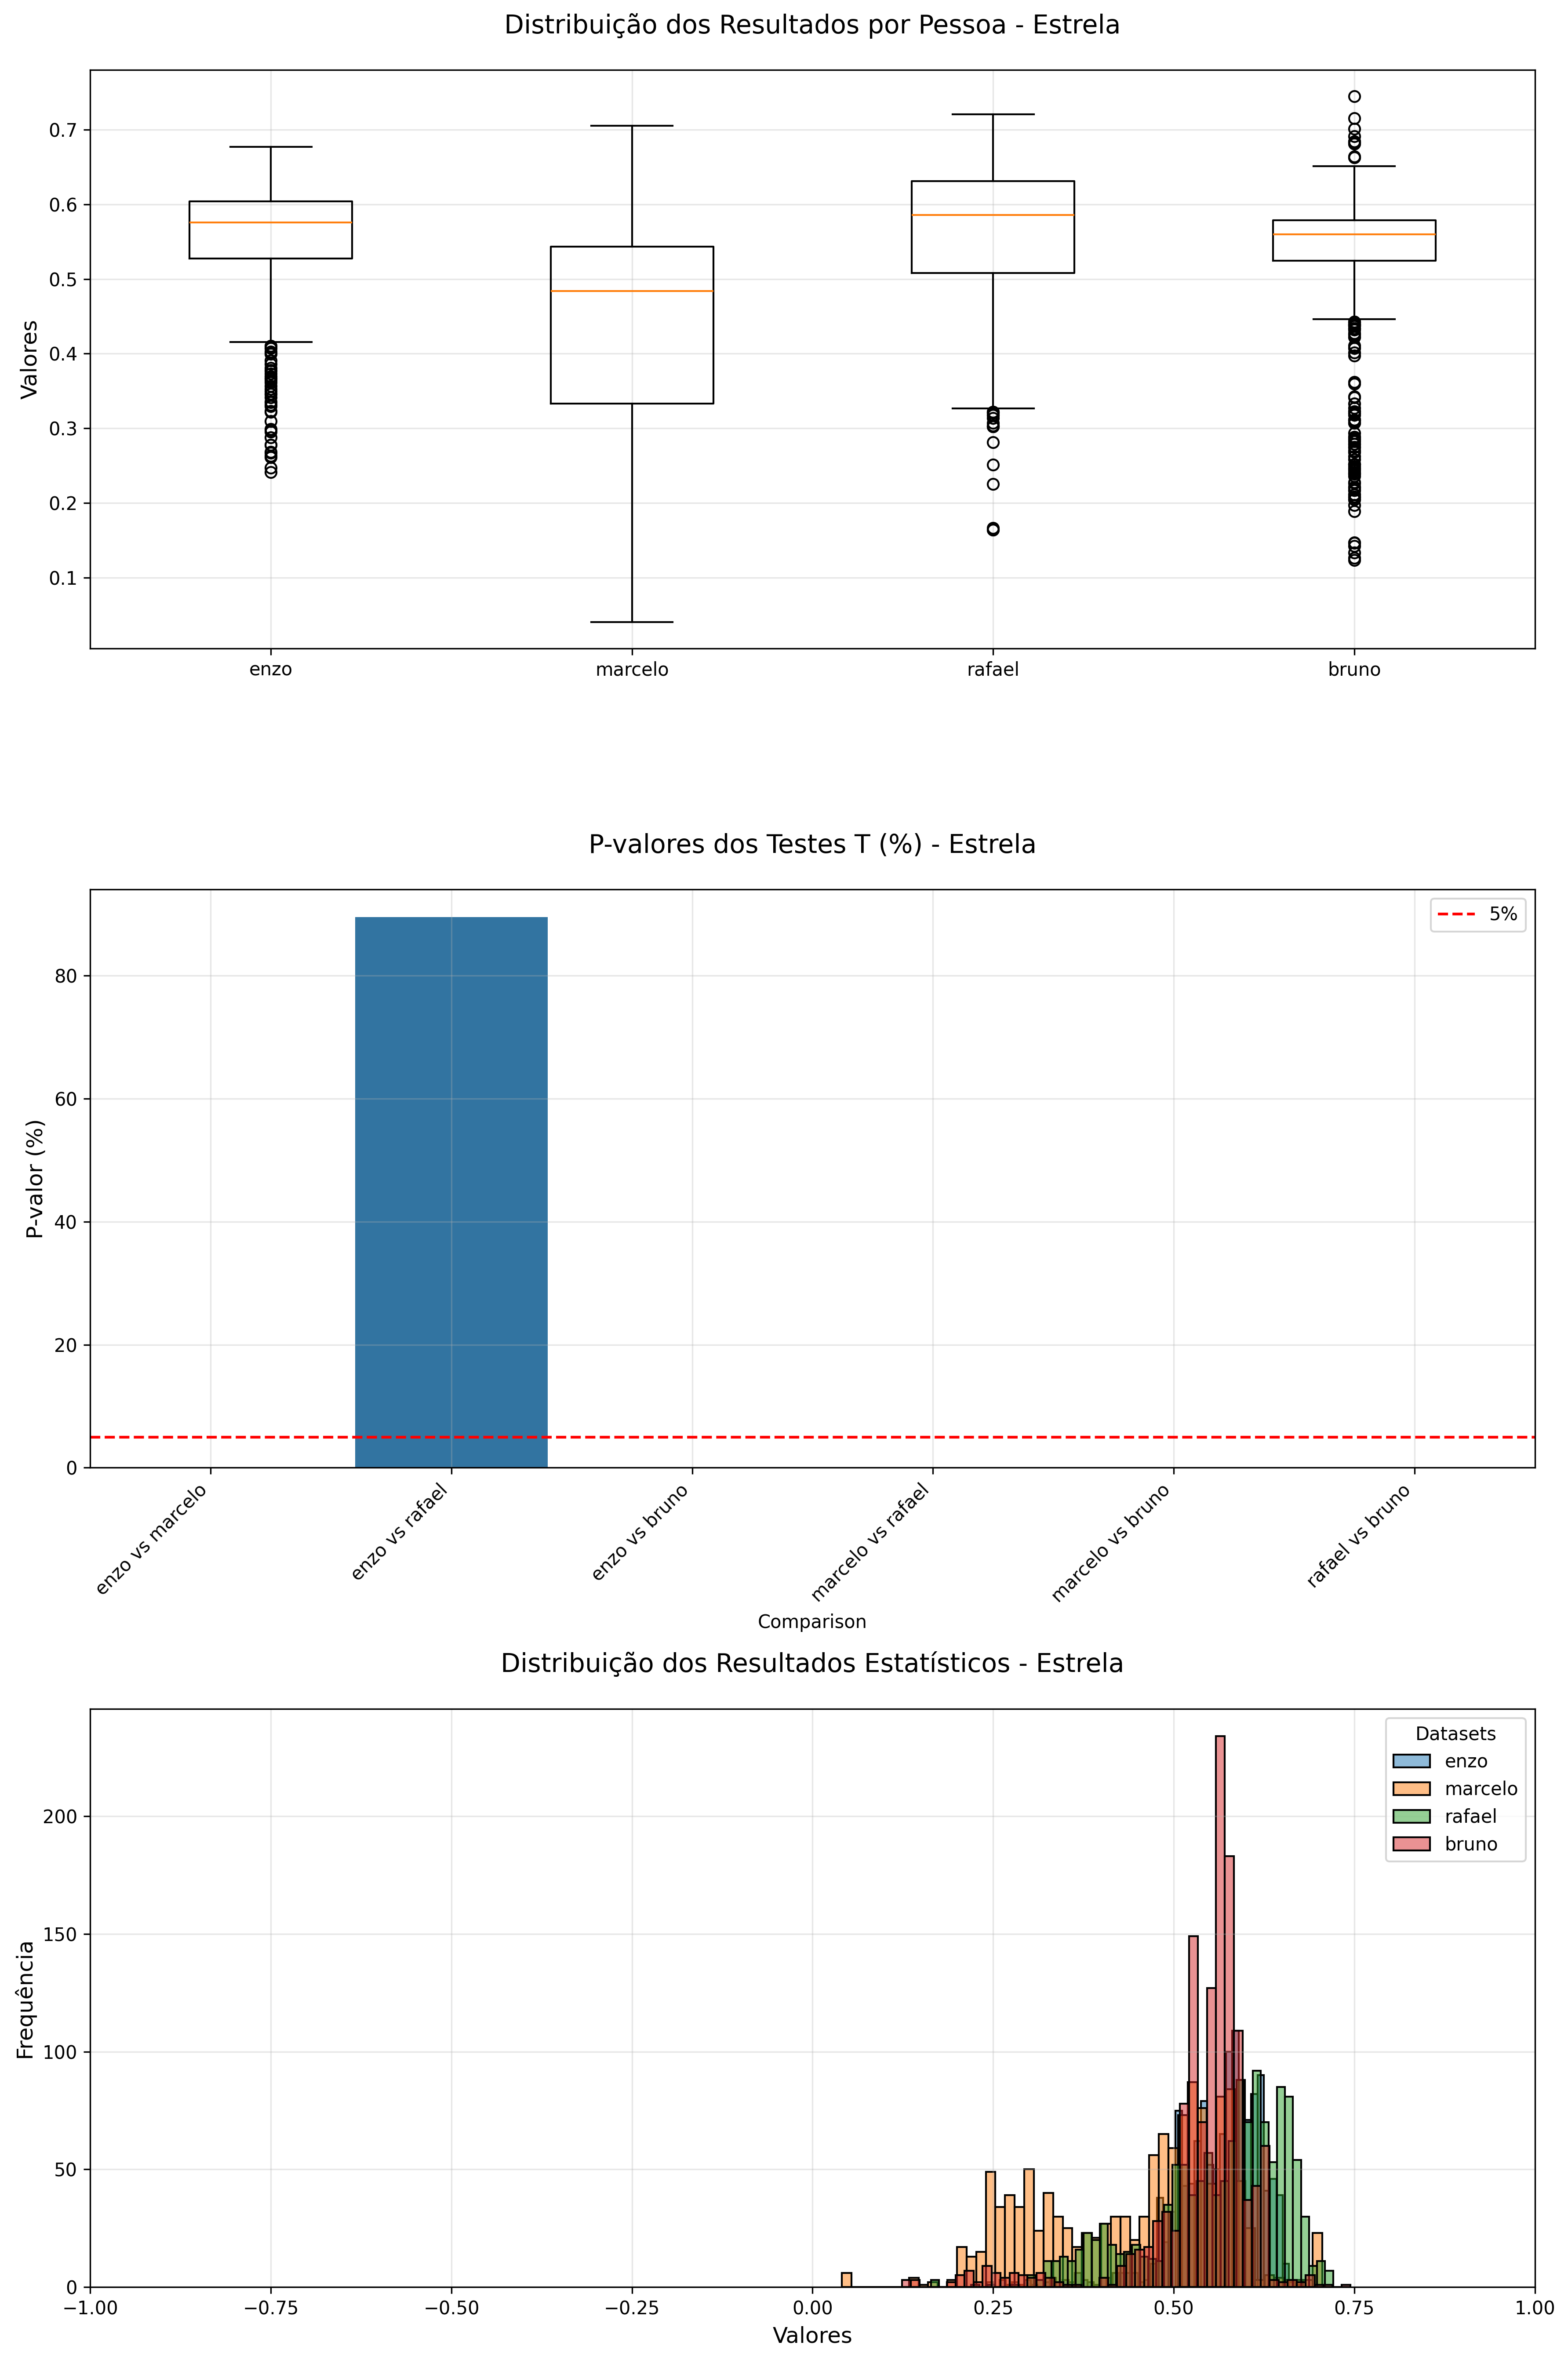 Distribuição dos Resultados por Pessoa - Estrela
Valores
0.7
0.6
0.5
0.4
0.3
0.2
0.1
enzo
marcelo
rafael
bruno
P-valores dos Testes T (%) - Estrela
5%
P-valor (%)
80
60
40
20
0
enzo vs marcelo
enzo vs rafael
enzo vs bruno
marcelo vs rafael
marcelo vs bruno
rafael vs bruno
Comparison
Distribuição dos Resultados Estatísticos - Estrela
Datasets
enzo
marcelo
rafael
bruno
Frequência
200
150
100
50
0
−1.00
−0.75
−0.50
−0.25
0.00
0.25
0.50
0.75
1.00
Valores